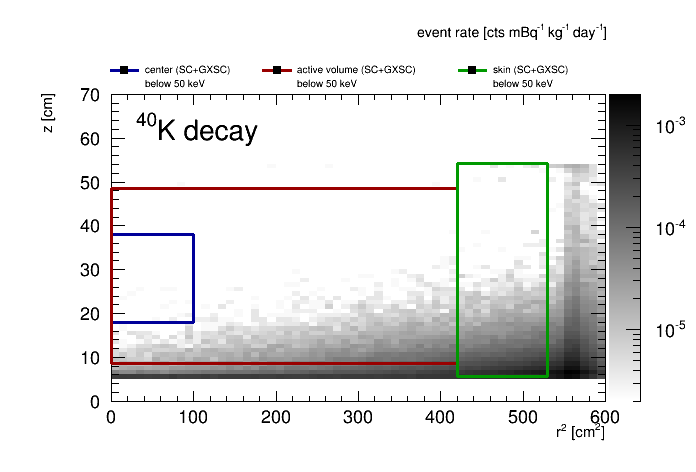 event rate [cts mBq⁻¹ kg⁻¹ day⁻¹]
center (SC+GXSC)
below 50 keV
active volume (SC+GXSC)
below 50 keV
skin (SC+GXSC)
below 50 keV
z [cm]
⁴⁰K decay
70
60
50
40
30
20
10
0
0 100 200 300 400 500 600
r² [cm²]
10⁻³
10⁻⁴
10⁻⁵